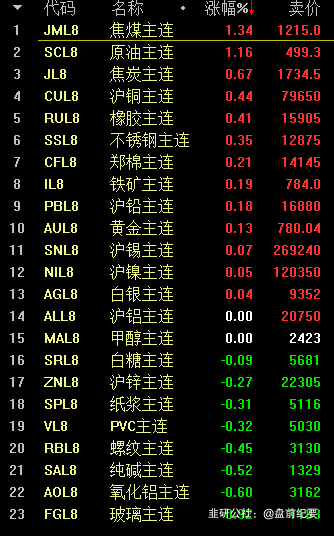 代码 名称 涨幅%↓ 卖价
1 JML8 焦煤主连 1.34 1215.0
2 SCL8 原油主连 1.16 499.3
3 JL8 焦炭主连 0.67 1734.5
4 CUL8 沪铜主连 0.44 79650
5 RUL8 橡胶主连 0.41 15905
6 SSL8 不锈钢主连 0.35 12875
7 CFL8 郑棉主连 0.21 14145
8 IL8 铁矿主连 0.19 784.0
9 PBL8 沪铅主连 0.18 16880
10 AUL8 黄金主连 0.13 780.04
11 SNL8 沪锡主连 0.07 269240
12 NIL8 沪镍主连 0.05 120350
13 AGL8 白银主连 0.04 9352
14 ALL8 沪铝主连 0.00 20750
15 MAL8 甲醇主连 0.00 2423
16 SRL8 白糖主连 -0.09 5681
17 ZNL8 沪锌主连 -0.27 22305
18 SPL8 纸浆主连 -0.31 5116
19 VL8 PVC主连 -0.32 5030
20 RBL8 螺纹主连 -0.45 3130
21 SAL8 纯碱主连 -0.52 1329
22 AOL8 氧化铝主连 -0.60 3162
23 FGL8 玻璃主连
韭研公社：@盘前纪要